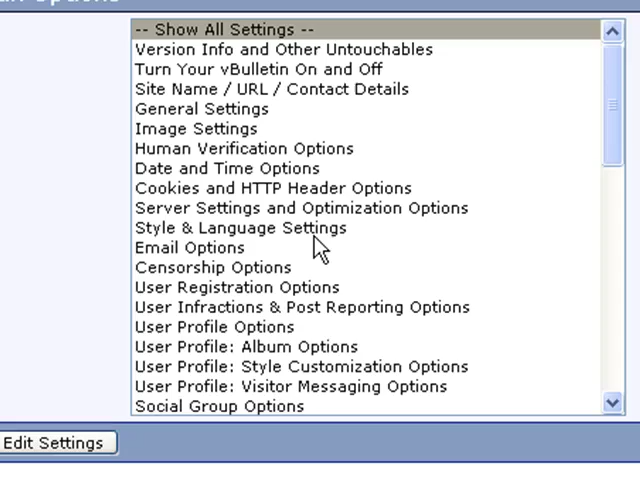 -- Show All Settings --
Version Info and Other Untouchables
Turn Your vBulletin On and Off
Site Name / URL / Contact Details
General Settings
Image Settings
Human Verification Options
Date and Time Options
Cookies and HTTP Header Options
Server Settings and Optimization Options
Style & Language Settings
Email Options
Censorship Options
User Registration Options
User Infractions & Post Reporting Options
User Profile Options
User Profile: Album Options
User Profile: Style Customization Options
User Profile: Visitor Messaging Options
Social Group Options
Edit Settings